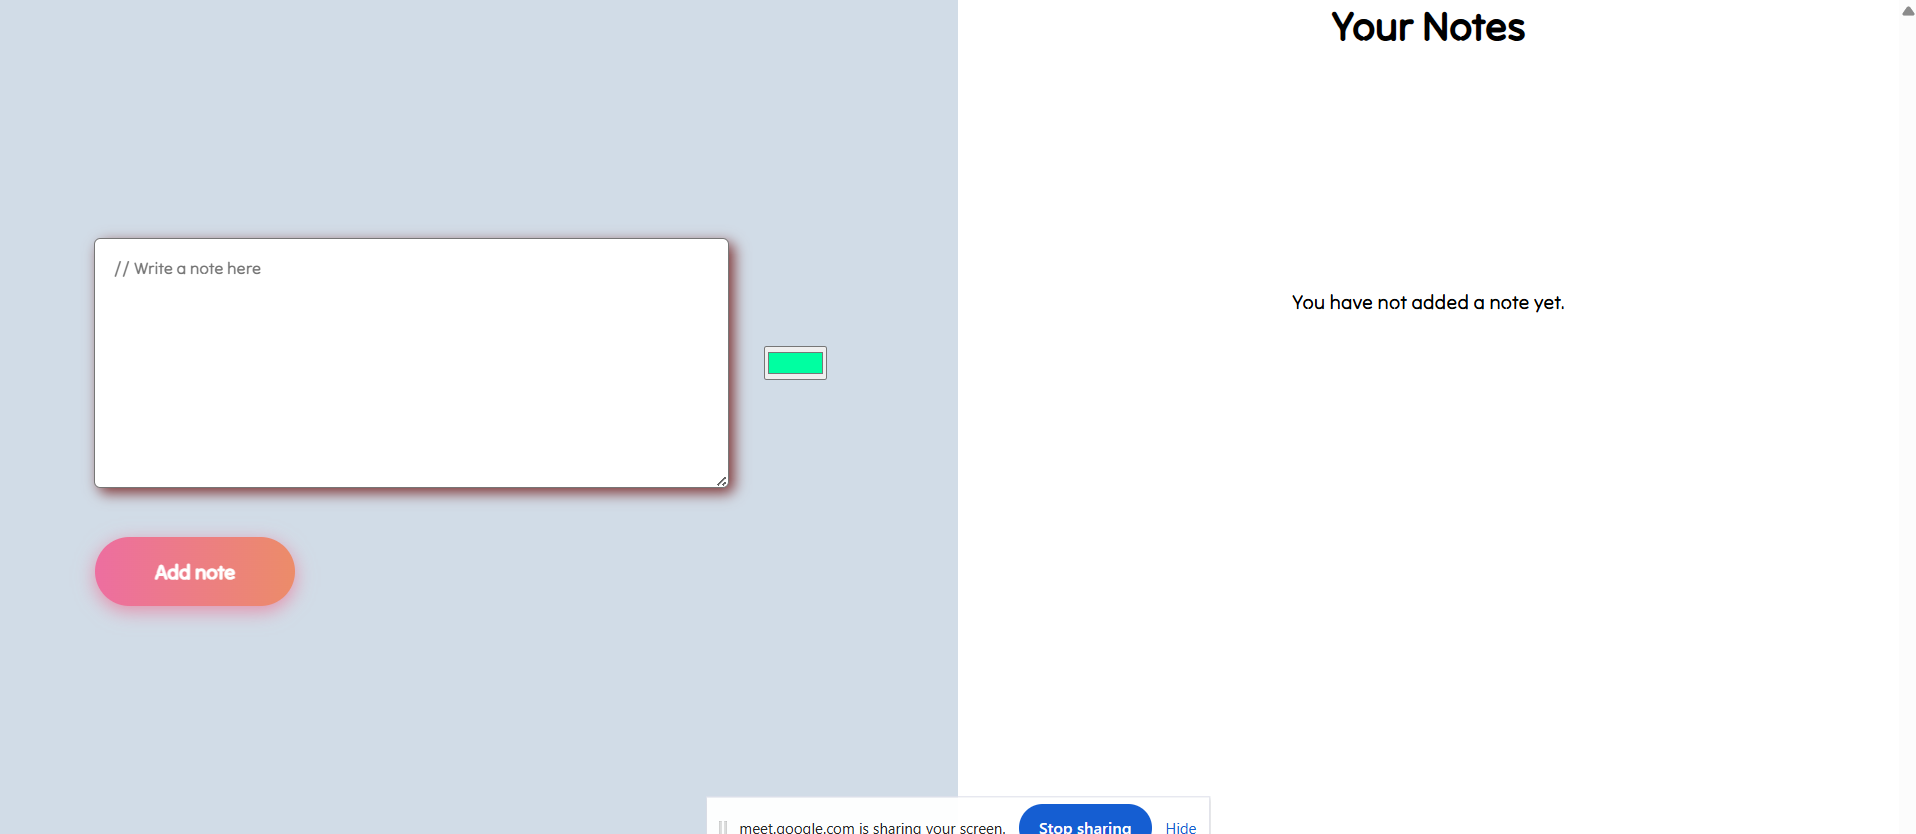 Your Notes
// Write a note here
You have not added a note yet.
Add note
meet.google.com is sharing your screen.
Stop sharing
Hide